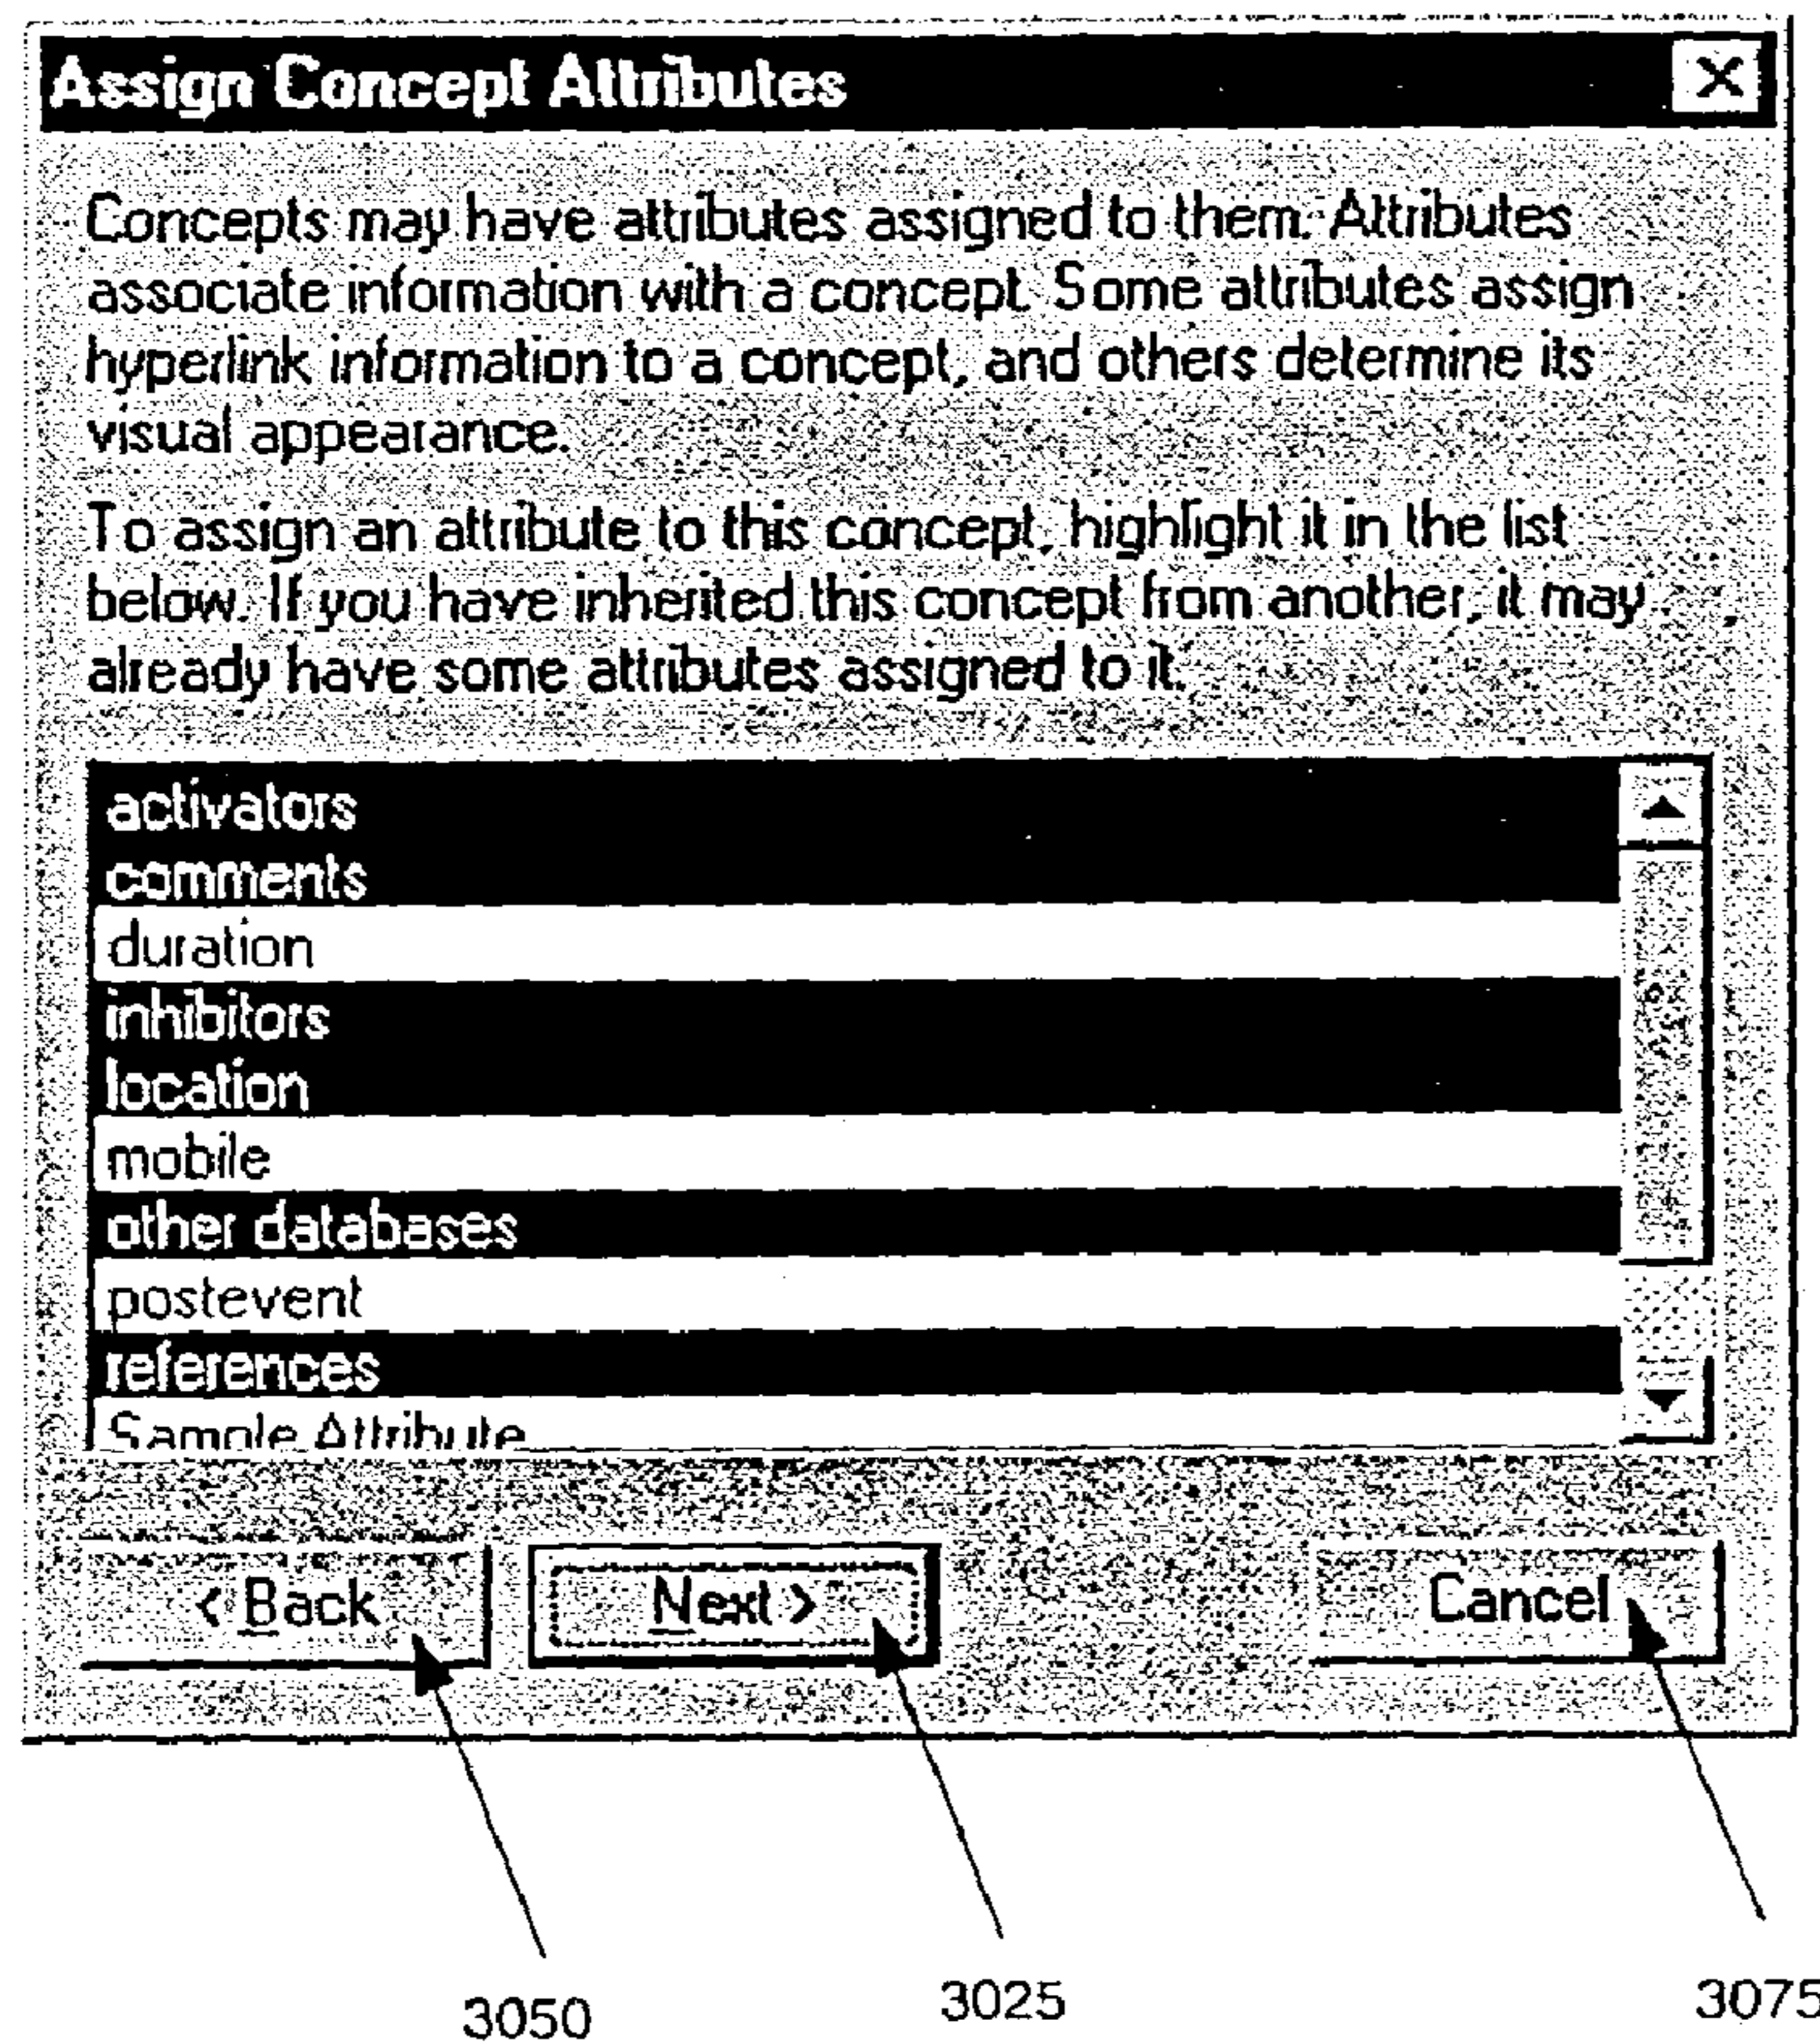 Assign Concept Attributes
Concepts may have attributes assigned to them. Attributes
associate information with a concept. Some attributes assign
hyperlink information to a concept, and others determine its
visual appearance.
To assign an attribute to this concept, highlight it in the list
below. If you have inherited this concept from another, it may
already have some attributes assigned to it.
activators
comments
duration
inhibitors
location
mobile
other databases
postevent
references
Sample Attribute
< Back
Next >
Cancel
3050
3025
3075